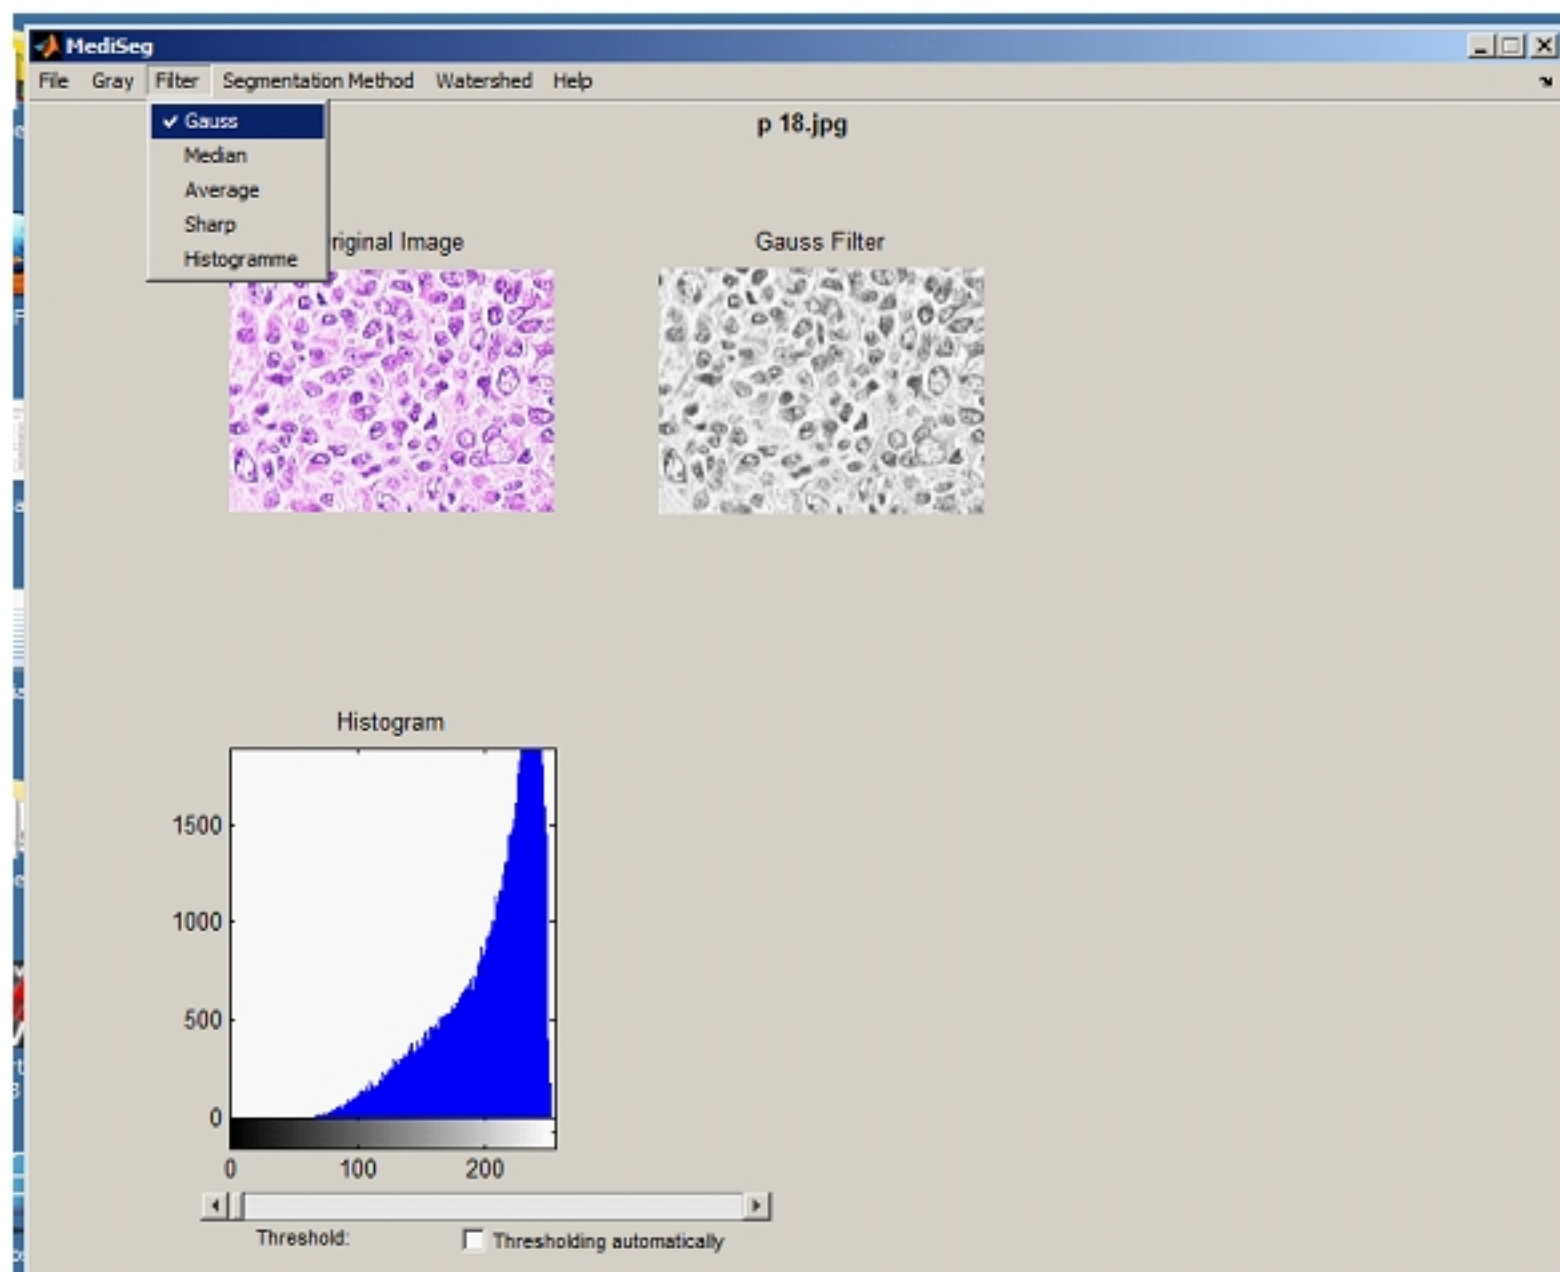 MediSeg
File Gray Filter Segmentation Method Watershed Help
Gauss
Median
Average
Sharp
Histogramme
p 18.jpg
riginal Image
Gauss Filter
Histogram
1500
1000
500
0
0 100 200
Threshold:
Thresholding automatically